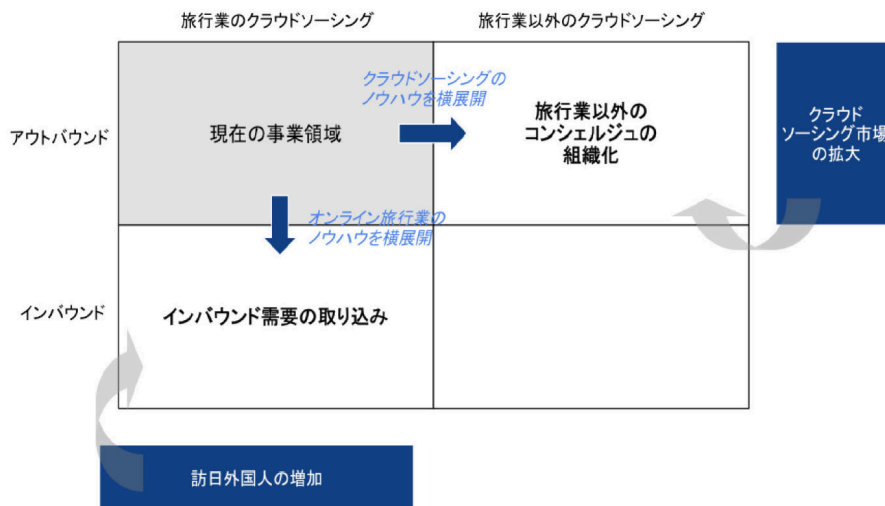 旅行業のクラウドソーシング
旅行業以外のクラウドソーシング
アウトバウンド
現在の事業領域
クラウドソーシングの
ノウハウを横展開
旅行業以外の
コンシェルジュの
組織化
クラウド
ソーシング市場
の拡大
オンライン旅行業の
ノウハウを横展開
インバウンド
インバウンド需要の取り込み
訪日外国人の増加